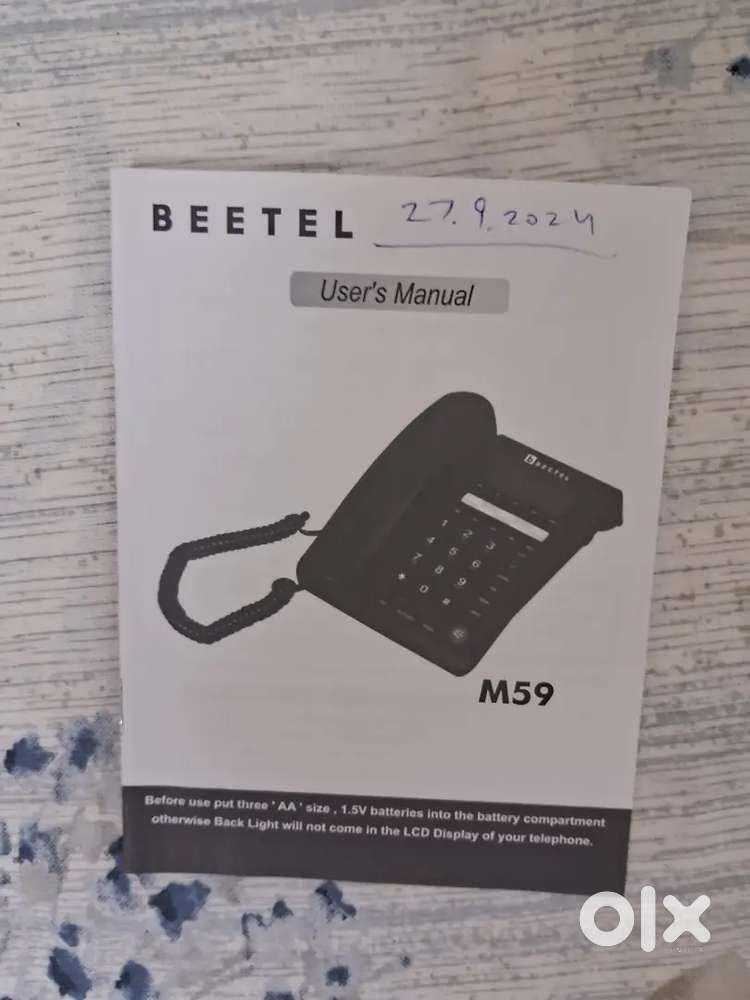 BEETEL 27.9.2024
User's Manual
BEETEL
1 2 3
4 5 6
7 8 9
* 0 #
M59
Before use put three ' AA ' size , 1.5V batteries into the battery compartment
otherwise Back Light will not come in the LCD Display of your telephone.
olx